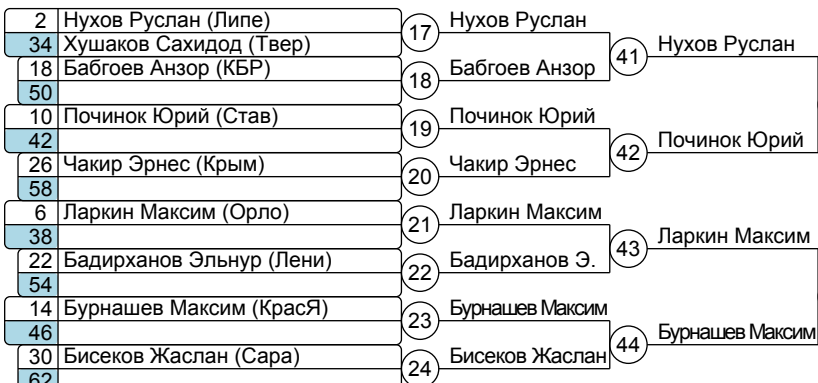 2 Нухов Руслан (Липе) 17 Нухов Руслан
34 Хушаков Сахидод (Твер) 41 Нухов Руслан
18 Бабгоев Анзор (КБР) 18 Бабгоев Анзор
50
10 Починок Юрий (Став) 19 Починок Юрий
42 42 Починок Юрий
26 Чакир Эрнес (Крым) 20 Чакир Эрнес
58
6 Ларкин Максим (Орло) 21 Ларкин Максим
38 43 Ларкин Максим
22 Бадирханов Эльнур (Лени) 22 Бадирханов Э.
54
14 Бурнашев Максим (КрасЯ) 23 Бурнашев Максим
46 44 Бурнашев Максим
30 Бисеков Жаслан (Сара) 24 Бисеков Жаслан
62